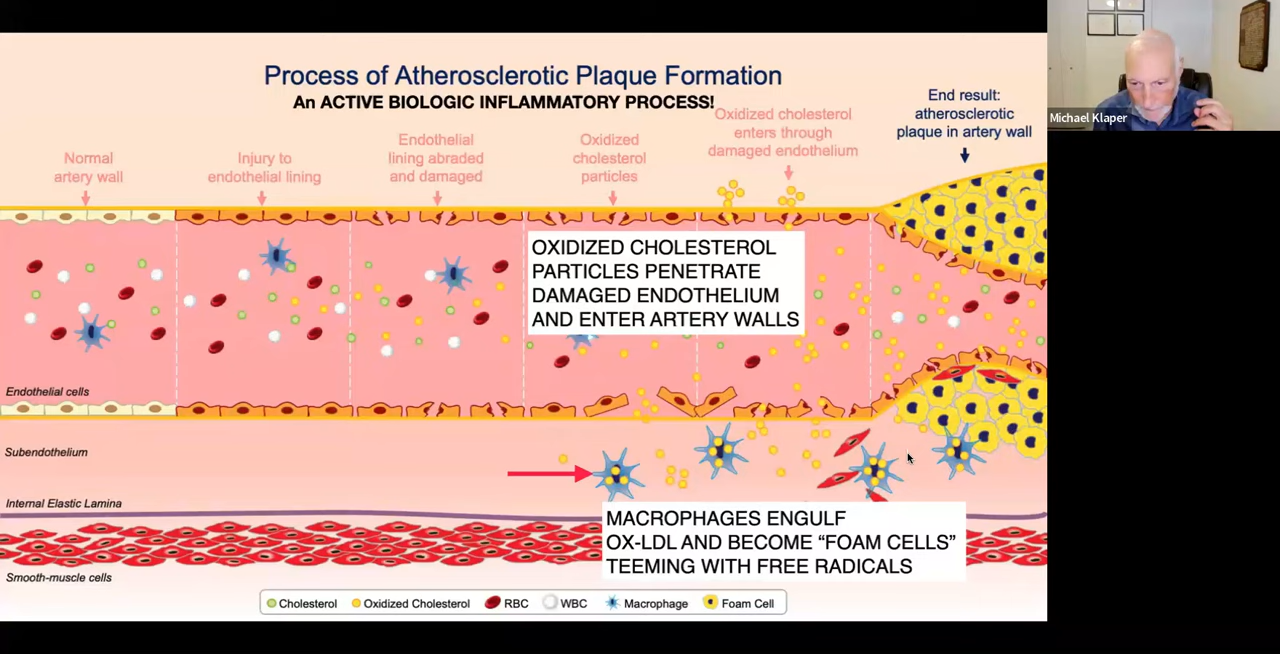 Process of Atherosclerotic Plaque Formation
An ACTIVE BIOLOGIC INFLAMMATORY PROCESS!
Normal
artery wall
Injury to
endothelial lining
Endothelial
lining abraded
and damaged
Oxidized
cholesterol
particles
Oxidized cholesterol
enters through
damaged endothelium
End result:
atherosclerotic
plaque in artery wall
Michael Klaper
OXIDIZED CHOLESTEROL
PARTICLES PENETRATE
DAMAGED ENDOTHELIUM
AND ENTER ARTERY WALLS
Endothelial cells
Subendothelium
Internal Elastic Lamina
MACROPHAGES ENGULF
OX-LDL AND BECOME “FOAM CELLS”
TEEMING WITH FREE RADICALS
Smooth-muscle cells
Cholesterol
Oxidized Cholesterol
RBC
WBC
Macrophage
Foam Cell